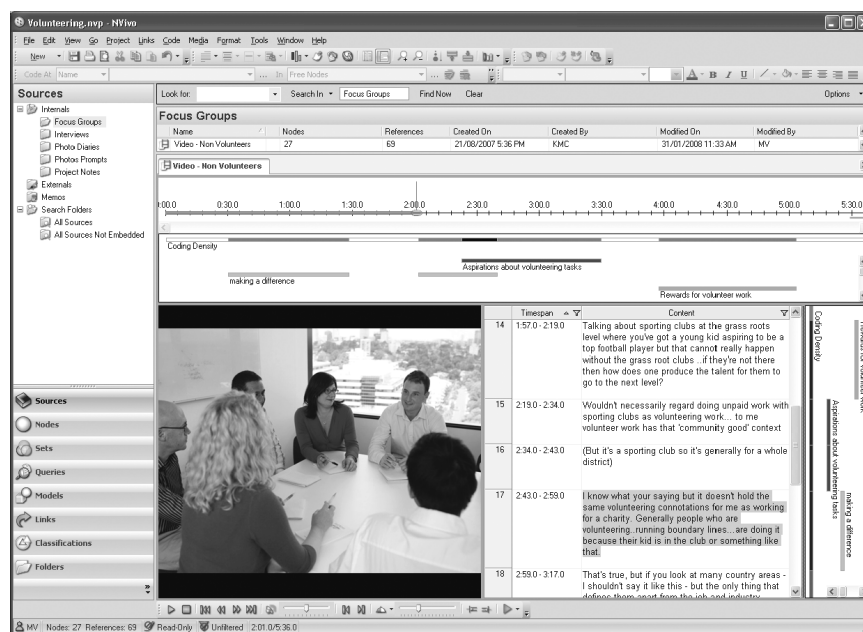 Volunteering.nvp - NVivo
File Edit View Go Project Links Code Media Format Tools Window Help
New
Code At Name In Free Nodes
B I U
Sources
Look for: Search In Focus Groups Find Now Clear Options
Internals
Focus Groups
Interviews
Photo Diaries
Photos Prompts
Project Notes
Externals
Memos
Search Folders
All Sources
All Sources Not Embedded
Focus Groups
Name Nodes References Created On Created By Modified On Modified By
Video - Non Volunteers 27 69 21/08/2007 5:36 PM KMC 31/01/2008 11:33 AM MV
Video - Non Volunteers
0:30.0 1:00.0 1:30.0 2:00.0 2:30.0 3:00.0 3:30.0 4:00.0 4:30.0 5:00.0 5:30.0
Coding Density
Aspirations about volunteering tasks
making a difference
Rewards for volunteer work
Timespan Content
14 1:57.0 - 2:19.0 Talking about sporting clubs at the grass roots
level where you've got a young kid aspiring to be a
top football player but that cannot really happen
without the grass root clubs ..if they're not there
then how does one produce the talent for them to
go to the next level?
15 2:19.0 - 2:34.0 Wouldn't necessarily regard doing unpaid work with
sporting clubs as volunteering work... to me
volunteer work has that 'community good' context
16 2:34.0 - 2:43.0 (But it's a sporting club so it's generally for a whole
district)
17 2:43.0 - 2:59.0 I know what your saying but it doesn't hold the
same volunteering connotations for me as working
for a charity. Generally people who are
volunteering..running boundary lines....are doing it
because their kid is in the club or something like
that.
18 2:59.0 - 3:17.0 That's true, but if you look at many country areas -
I shouldn't say it like this - but the only thing that
defines them apart from the job and industry
Coding Density
Aspirations about volunteering tasks
making a difference
Sources
Nodes
Sets
Queries
Models
Links
Classifications
Folders
MV Nodes: 27 References: 69 Read-Only Unfiltered 2:01.0/5:36.0